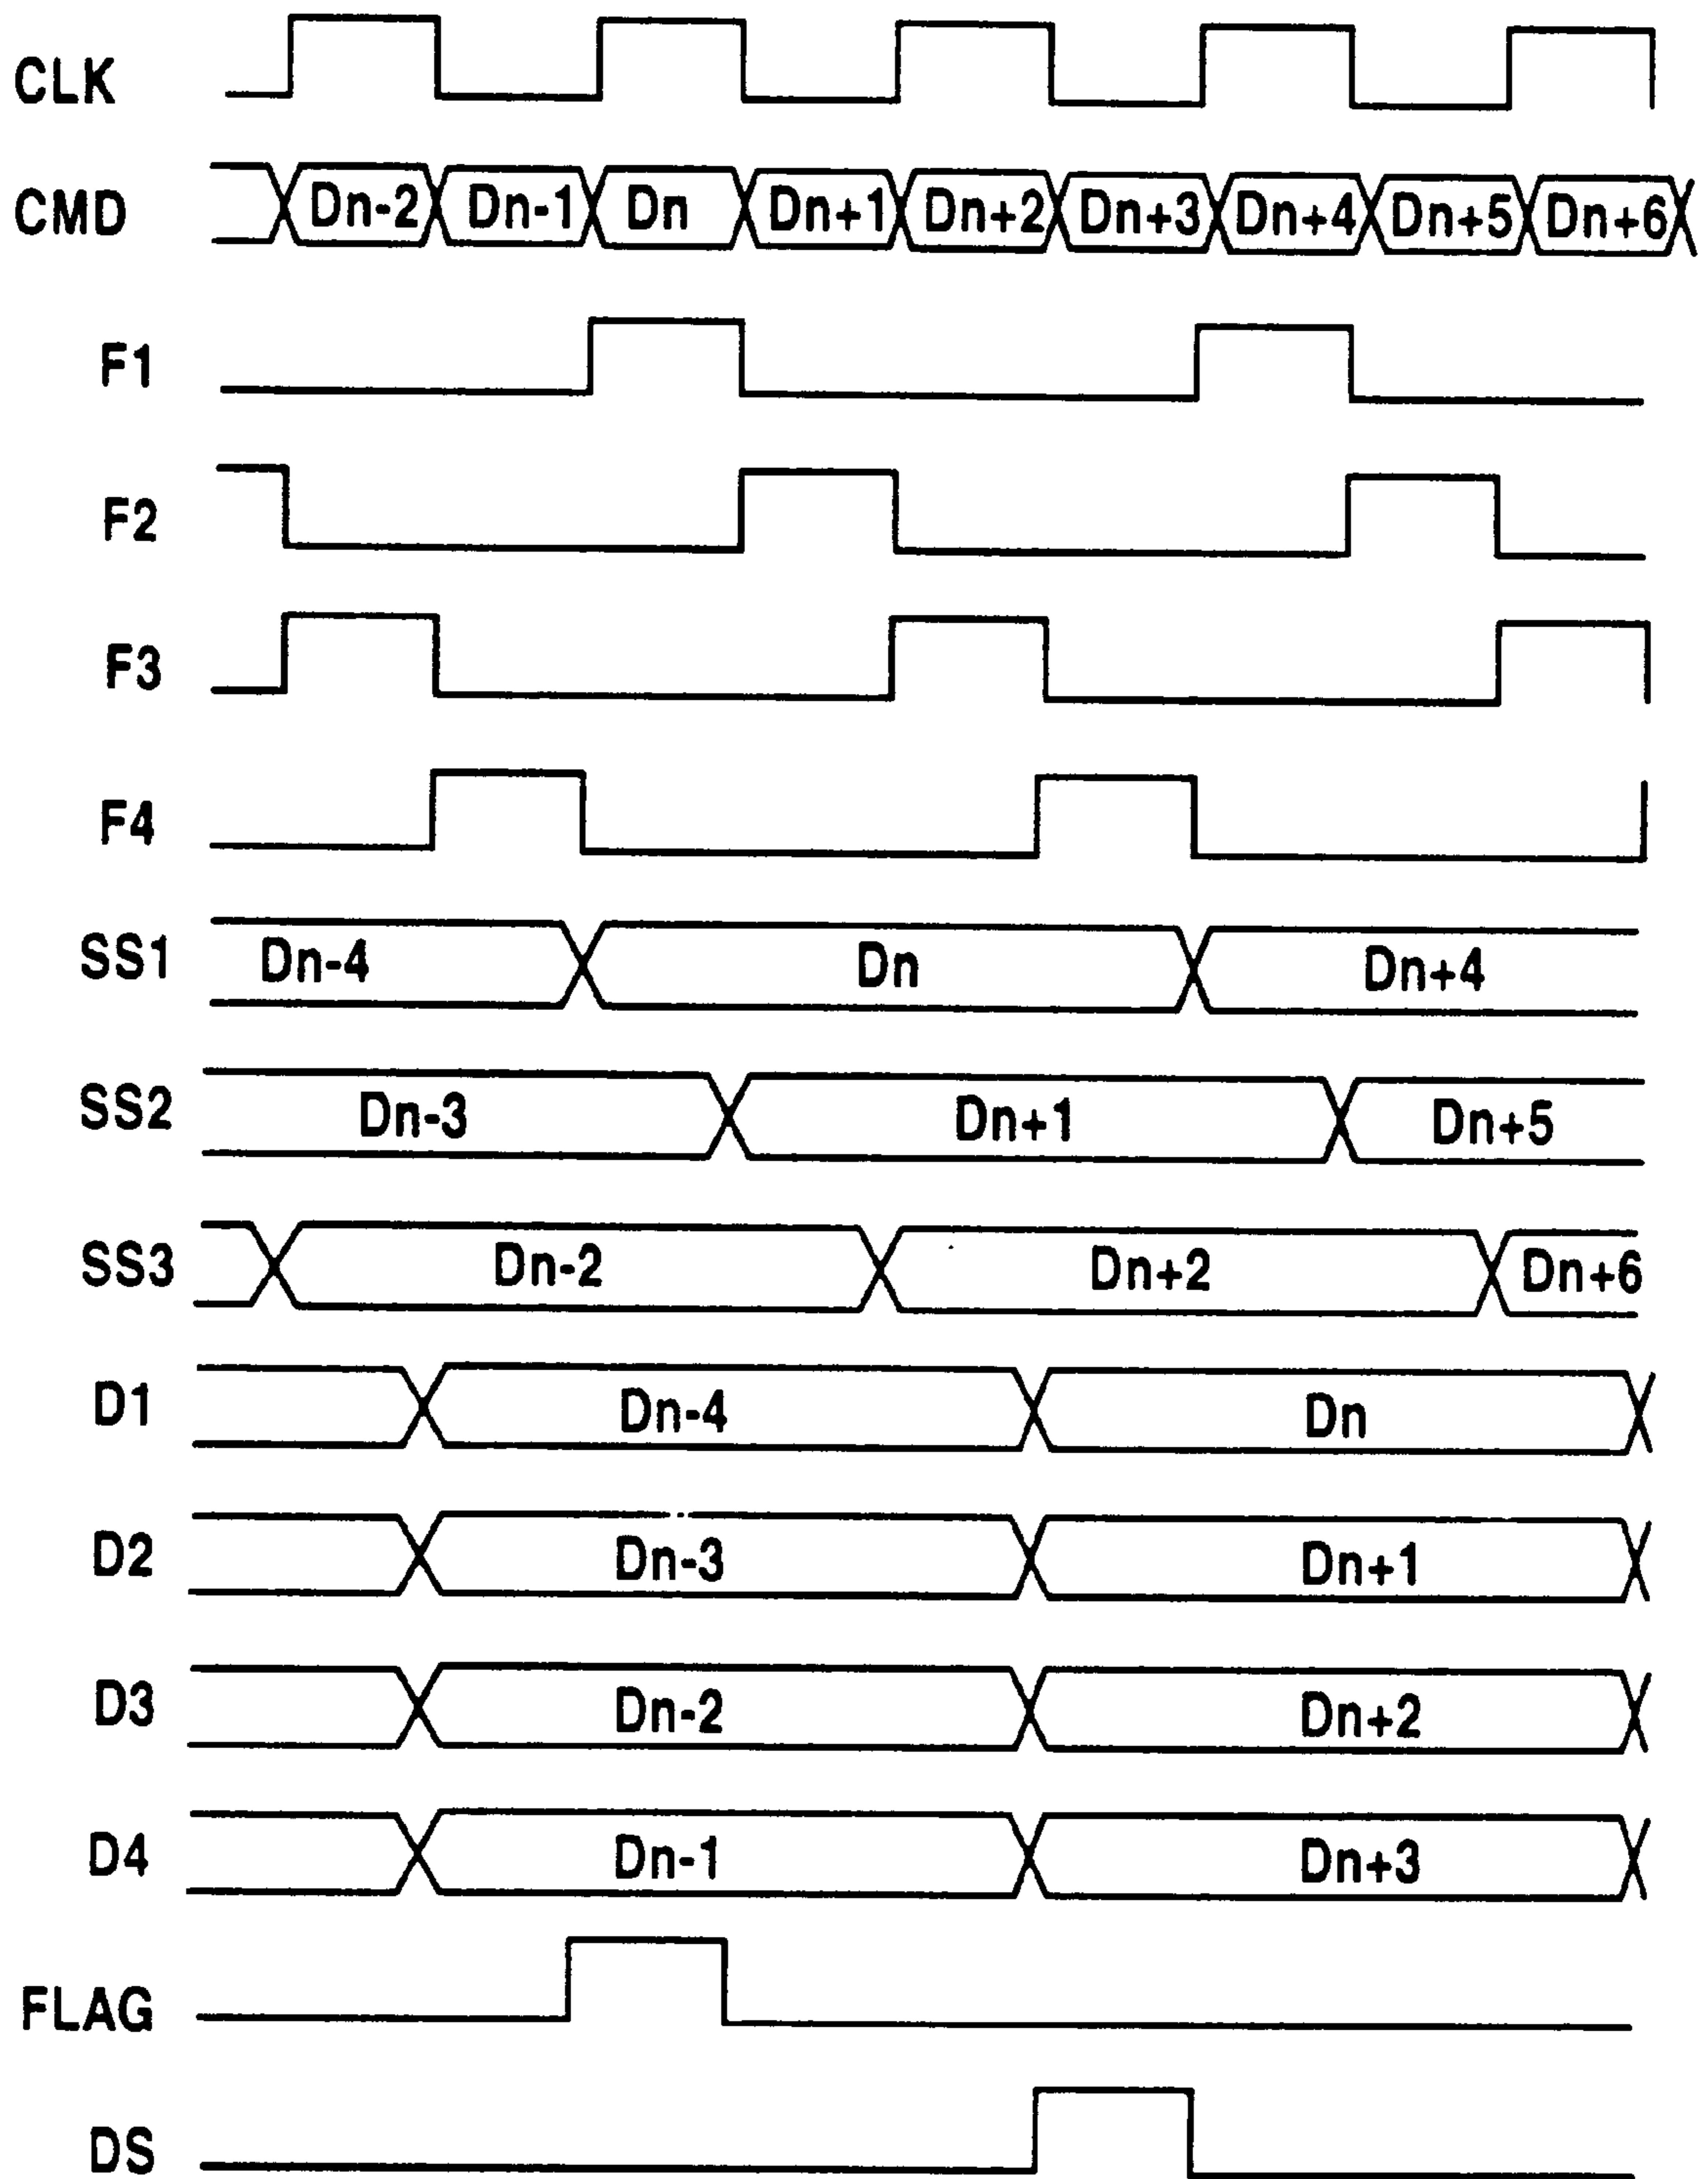 CLK
CMD Dn-2 Dn-1 Dn Dn+1 Dn+2 Dn+3 Dn+4 Dn+5 Dn+6
F1
F2
F3
F4
SS1 Dn-4 Dn Dn+4
SS2 Dn-3 Dn+1 Dn+5
SS3 Dn-2 Dn+2 Dn+6
D1 Dn-4 Dn
D2 Dn-3 Dn+1
D3 Dn-2 Dn+2
D4 Dn-1 Dn+3
FLAG
DS